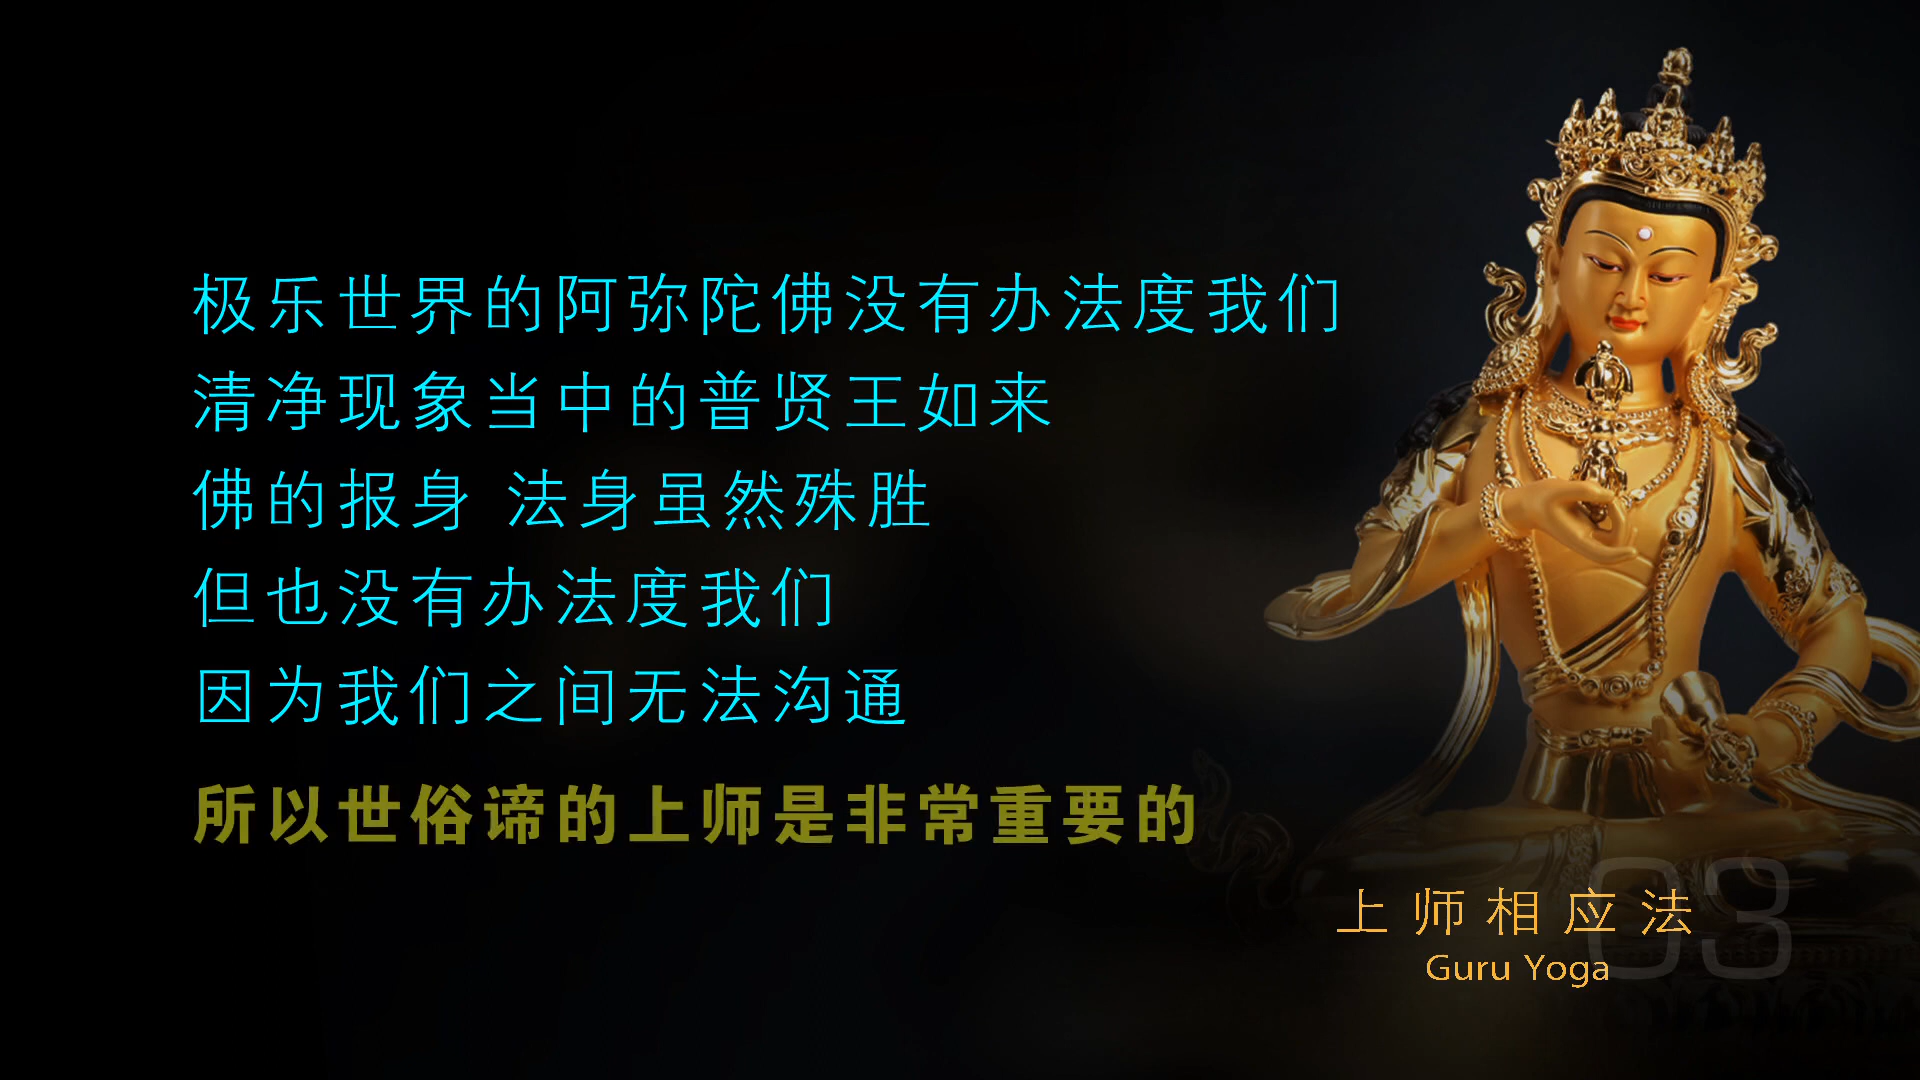 极乐世界的阿弥陀佛没有办法度我们
清净现象当中的普贤王如来
佛的报身 法身虽然殊胜
但也没有办法度我们
因为我们之间无法沟通
所以世俗谛的上师是非常重要的
03
上师相应法
Guru Yoga